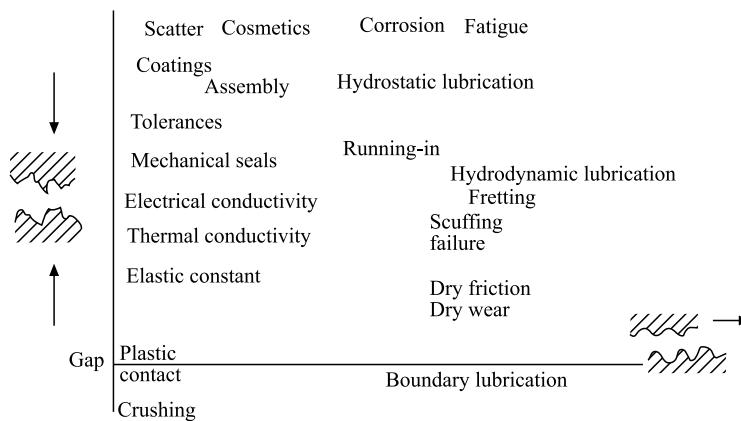 Scatter Cosmetics Corrosion Fatigue
Coatings
Assembly Hydrostatic lubrication
Tolerances
Running-in
Mechanical seals
Hydrodynamic lubrication
Electrical conductivity Fretting
Scuffing
failure
Thermal conductivity
Elastic constant
Dry friction
Dry wear
Gap Plastic
contact
Boundary lubrication
Crushing